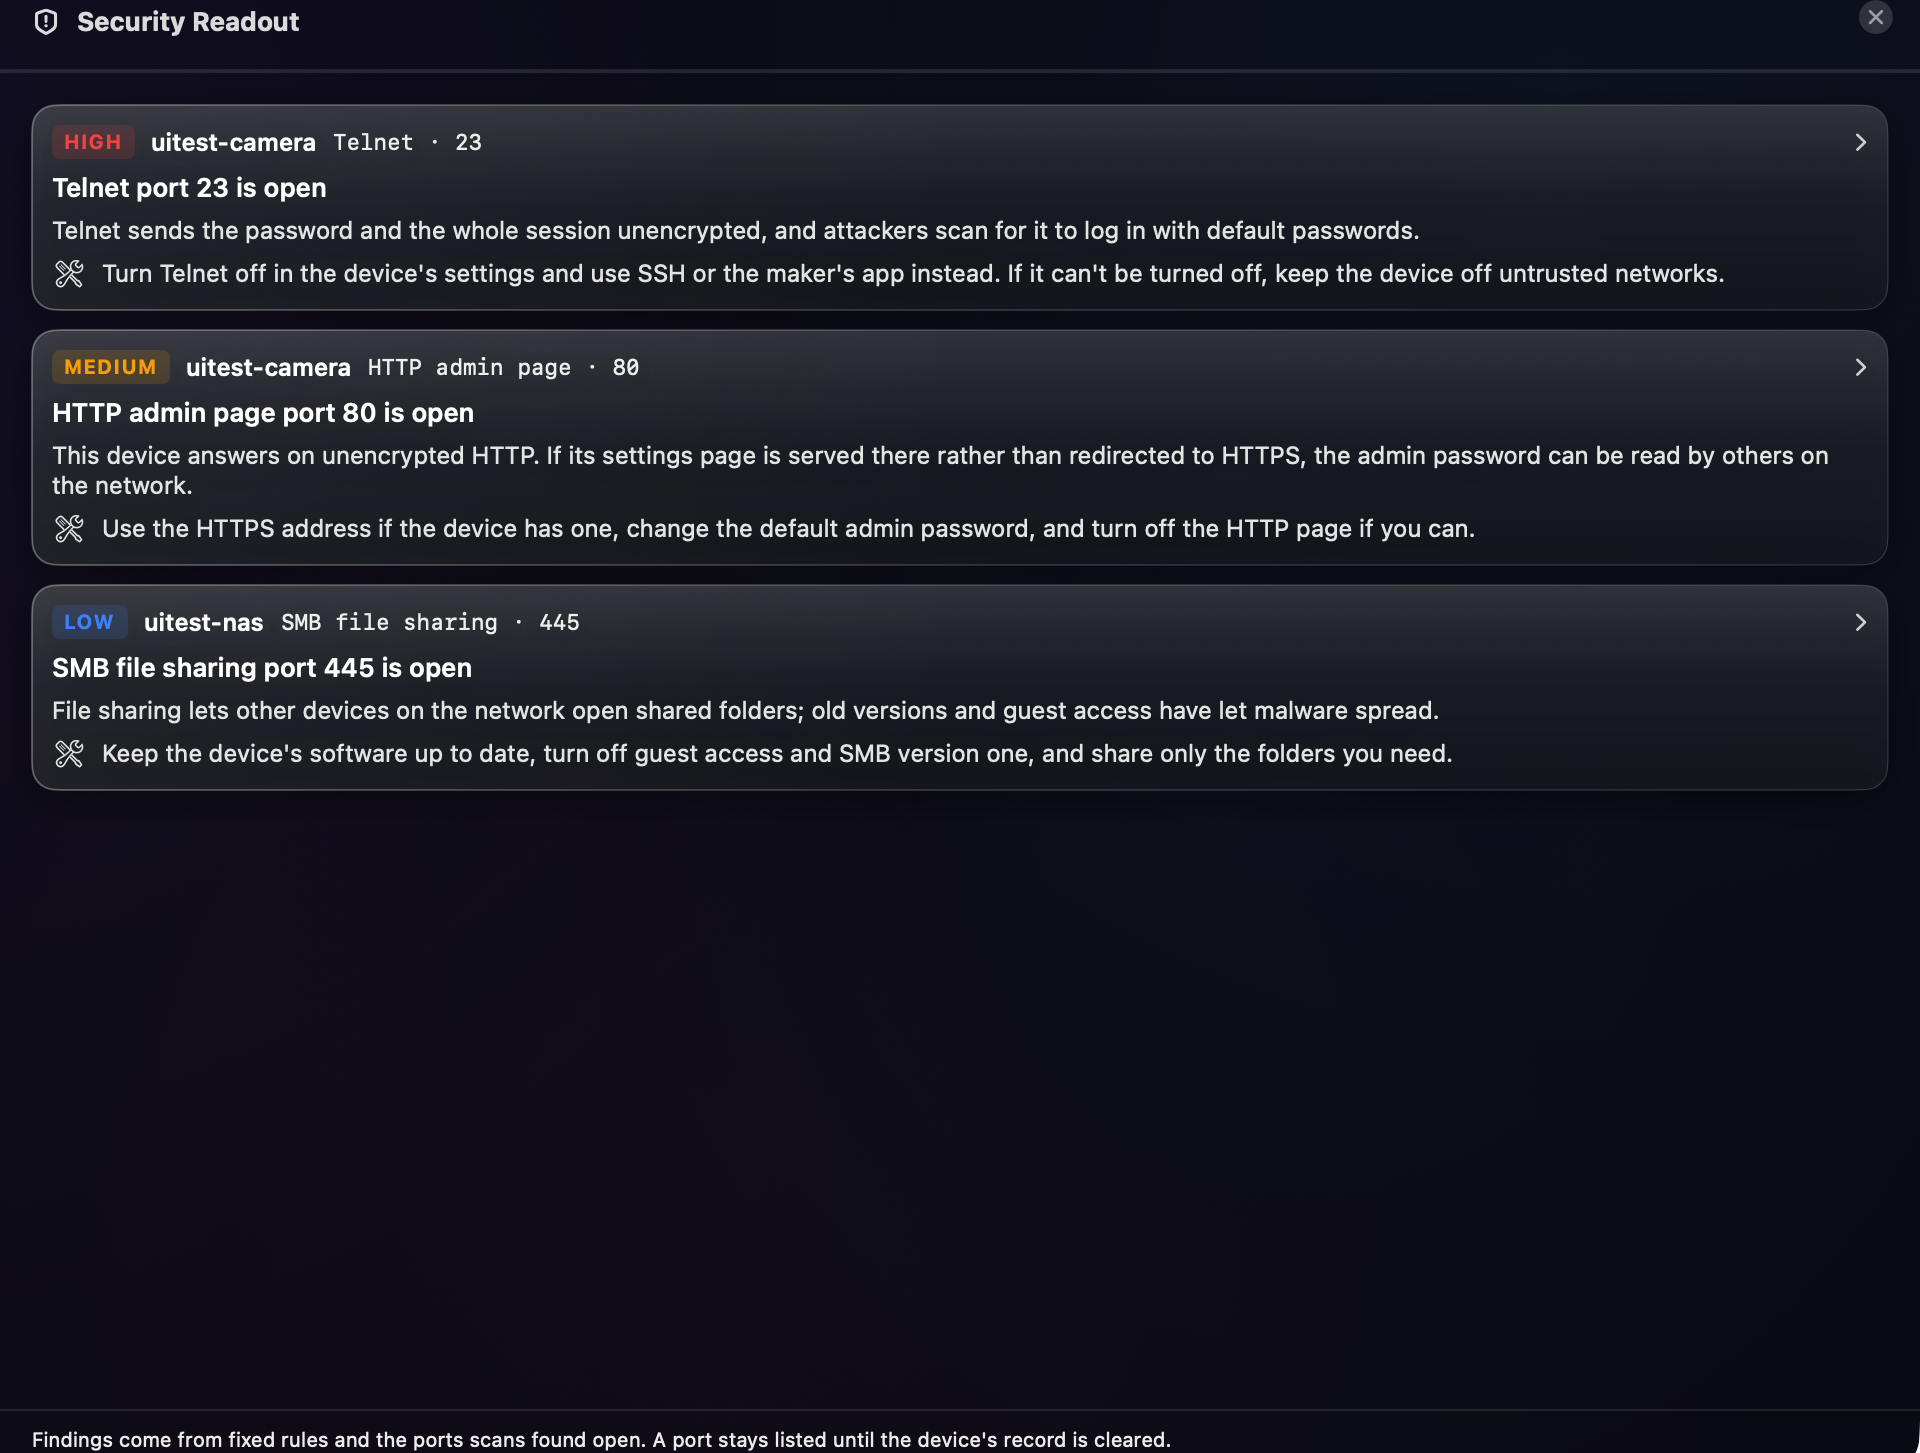 Security Readout
HIGH uitest-camera Telnet · 23
Telnet port 23 is open
Telnet sends the password and the whole session unencrypted, and attackers scan for it to log in with default passwords.
Turn Telnet off in the device's settings and use SSH or the maker's app instead. If it can't be turned off, keep the device off untrusted networks.
MEDIUM uitest-camera HTTP admin page · 80
HTTP admin page port 80 is open
This device answers on unencrypted HTTP. If its settings page is served there rather than redirected to HTTPS, the admin password can be read by others on
the network.
Use the HTTPS address if the device has one, change the default admin password, and turn off the HTTP page if you can.
LOW uitest-nas SMB file sharing · 445
SMB file sharing port 445 is open
File sharing lets other devices on the network open shared folders; old versions and guest access have let malware spread.
Keep the device's software up to date, turn off guest access and SMB version one, and share only the folders you need.
Findings come from fixed rules and the ports scans found open. A port stays listed until the device's record is cleared.